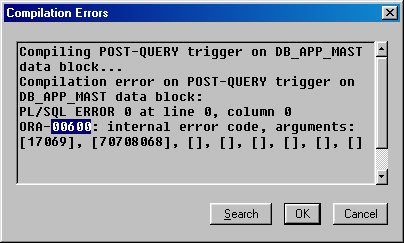 Compilation Errors
Compiling POST-QUERY trigger on DB_APP_MAST
data block...
Compilation error on POST-QUERY trigger on
DB_APP_MAST data block:
PL/SQL ERROR 0 at line 0, column 0
ORA-00600: internal error code, arguments:
[17069], [70708068], [], [], [], [], [], []
Search OK Cancel